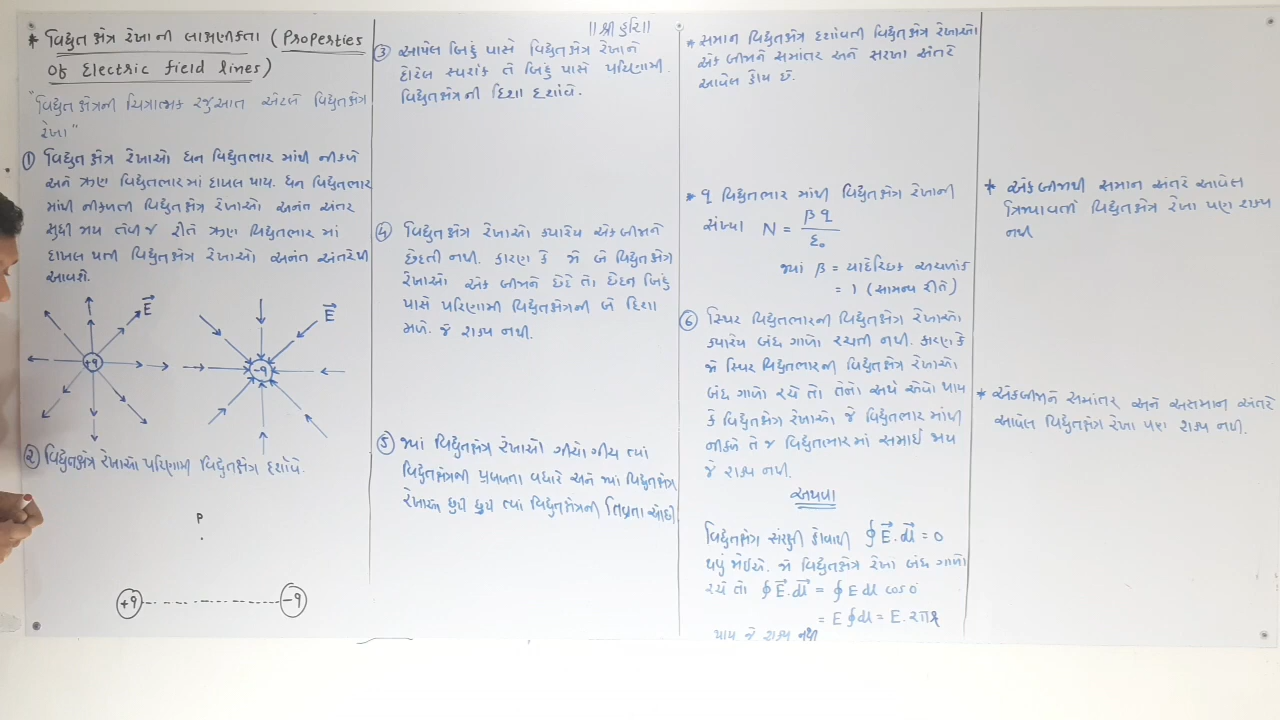 * વિદ્યુત ક્ષેત્ર રેખાની લાક્ષણિકતા (Properties
of Electric field lines)
"વિદ્યુત ક્ષેત્રની ચિત્રાત્મક રજુઆત એટલે વિદ્યુતક્ષેત્ર
રેખા"
① વિદ્યુત ક્ષેત્ર રેખાઓ ધન વિદ્યુતભાર માંથી નીકળે
અને ઋણ વિદ્યુતભારમાં દાખલ થાય. ધન વિદ્યુતભાર
માંથી નીકળતી વિદ્યુતક્ષેત્ર રેખાઓ અનંત અંતર
સુધી જાય તેવી જ રીતે ઋણ વિદ્યુતભાર માં
દાખલ થતી વિદ્યુતક્ષેત્ર રેખાઓ અનંત અંતરેથી
આવશે.
E⃗
+q
E⃗
-q
② વિદ્યુતક્ષેત્ર રેખાઓ પરિણામી વિદ્યુતક્ષેત્ર દર્શાવે.
P
+q
-q
||શ્રી હરિ||
③ આપેલ બિંદુ પાસે વિદ્યુતક્ષેત્ર રેખાને
દોરેલ સ્પર્શક તે બિંદુ પાસે પરિણામી
વિદ્યુતક્ષેત્રની દિશા દર્શાવે.
④ વિદ્યુતક્ષેત્ર રેખાઓ ક્યારેય એકબીજાને
છેદતી નથી. કારણ કે જો બે વિદ્યુતક્ષેત્ર
રેખાઓ એક બીજાને છેદે તો છેદન બિંદુ
પાસે પરિણામી વિદ્યુતક્ષેત્રની બે દિશા
મળે. જે શક્ય નથી.
⑤ જ્યાં વિદ્યુતક્ષેત્ર રેખાઓ ગીચોગીચ ત્યાં
વિદ્યુતક્ષેત્રની પ્રબળતા વધારે અને જ્યાં વિદ્યુતક્ષેત્ર
રેખાઓ છુટી છુટી ત્યાં વિદ્યુતક્ષેત્રની તિવ્રતા ઓછી
* સમાન વિદ્યુતક્ષેત્ર દર્શાવતી વિદ્યુતક્ષેત્ર રેખાઓ
એક બીજાને સમાંતર અને સરખા અંતરે
આવેલ હોય છે.
* q વિદ્યુતભાર માંથી વિદ્યુતક્ષેત્ર રેખાની
સંખ્યા N = βq / ε₀
જ્યાં β = યાદચ્છિક અચળાંક
= 1 (સામાન્ય રીતે)
⑥ સ્થિર વિદ્યુતભારની વિદ્યુતક્ષેત્ર રેખાઓ
ક્યારેય બંધ ગાળો રચતી નથી. કારણ કે
જો સ્થિર વિદ્યુતભારની વિદ્યુતક્ષેત્ર રેખાઓ
બંધ ગાળો રચે તો તેનો અર્થ એવો થાય
કે વિદ્યુતક્ષેત્ર રેખાઓ જે વિદ્યુતભાર માંથી
નીકળે તે જ વિદ્યુતભારમાં સમાઈ જાય
જે શક્ય નથી.
અથવા
વિદ્યુતક્ષેત્ર સંરક્ષી હોવાથી ∮ E⃗.dl⃗ = 0
થવું જોઈએ. જો વિદ્યુતક્ષેત્ર રેખા બંધ ગાળો
રચે તો ∮ E⃗.dl⃗ = ∮ E dl cos 0
= E ∮ dl = E. 2πr
થાય જે શક્ય નથી
* એકબીજાથી સમાન અંતરે આવેલ
ત્રિજ્યાવર્તી વિદ્યુતક્ષેત્ર રેખા પણ શક્ય
નથી
* એકબીજાને સમાંતર અને અસમાન અંતરે
આવેલ વિદ્યુતક્ષેત્ર રેખા પણ શક્ય નથી.